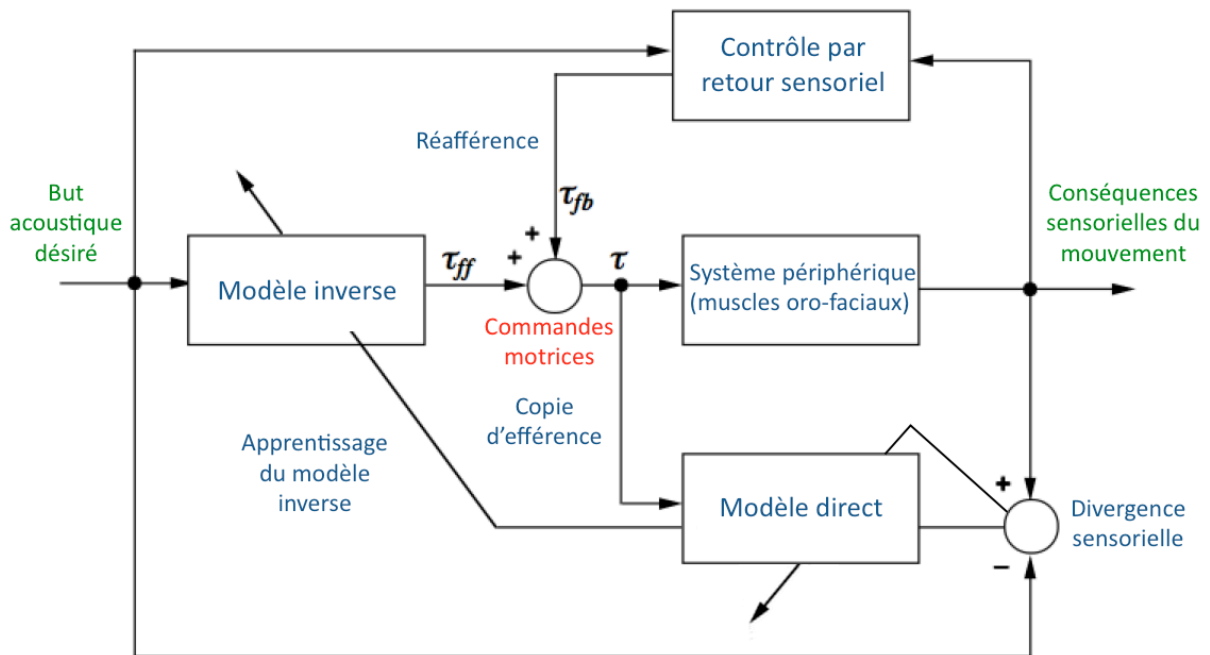 Contrôle par
retour sensoriel
Réafférence
But
acoustique
désiré
τfb
Conséquences
sensorielles du
mouvement
+
+
τff
τ
Modèle inverse
Système périphérique
(muscles oro-faciaux)
Commandes
motrices
Copie
d’efférence
Apprentissage
du modèle
inverse
Modèle direct
+
Divergence
sensorielle
−